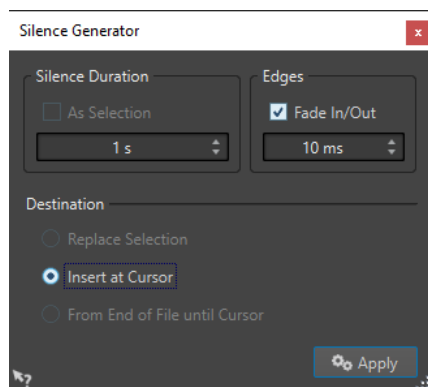 Silence Generator
Silence Duration
Edges
As Selection
Fade In/Out
1 s
10 ms
Destination
Replace Selection
Insert at Cursor
From End of File until Cursor
Apply